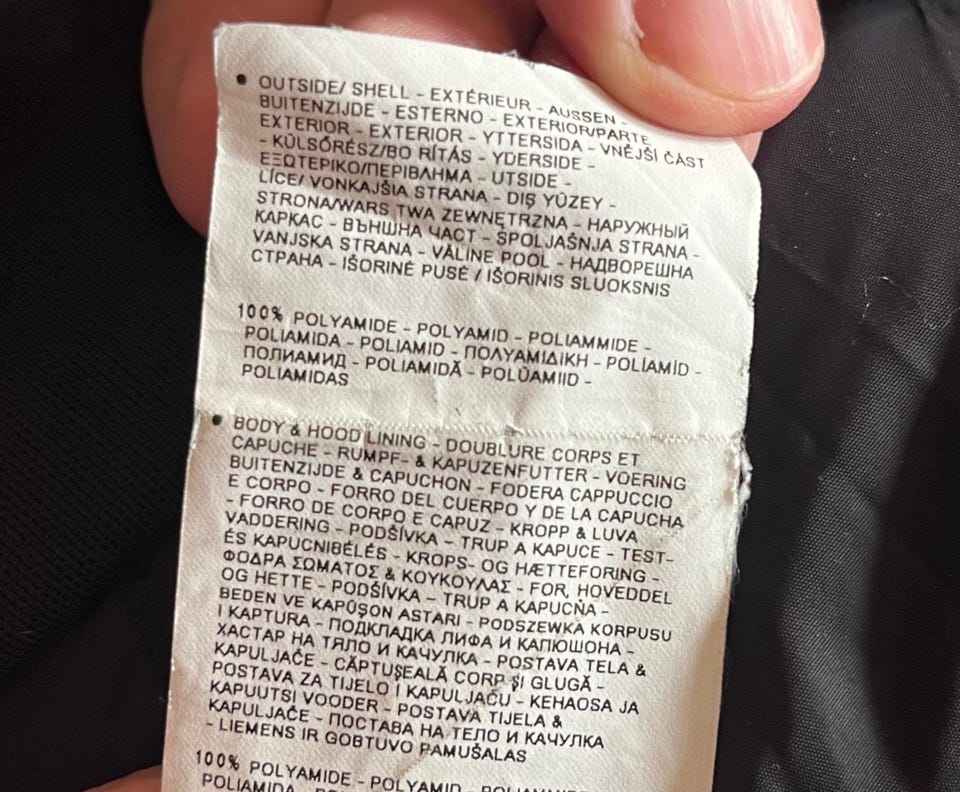 • OUTSIDE/ SHELL - EXTÉRIEUR - AUSSEN -
BUITENZIJDE - ESTERNO - EXTERIOR/PARTE
EXTERIOR - EXTERIOR - YTTERSIDA - VNĚJŠÍ ČÁST
- KÜLSŐRÉSZ/BO RÍTÁS - YDERSIDE -
ΕΞΩΤΕΡΙΚΟ/ΠΕΡΙΒΛΗΜΑ - UTSIDE -
LÍCE/ VONKAJŠIA STRANA - DIŞ YÜZEY -
STRONA/WARS TWA ZEWNĘTRZNA - НАРУЖНЫЙ
КАРКАС - ВЪНШНА ЧАСТ - SPOLJAŠNJA STRANA -
VANJSKA STRANA - VÄLINE POOL - НАДВОРЕШНА
СТРАНА - IŠORINĖ PUSĖ / IŠORINIS SLUOKSNIS
100% POLYAMIDE - POLYAMID - POLIAMMIDE -
POLIAMIDA - POLIAMID - ΠΟΛΥΑΜΙΔΙΚΗ - POLÍAMÍD -
ПОЛИАМИД - POLIAMIDĂ - POLÜAMIID -
POLIAMIDAS
• BODY & HOOD LINING - DOUBLURE CORPS ET
CAPUCHE - RUMPF- & KAPUZENFUTTER - VOERING
BUITENZIJDE & CAPUCHON - FODERA CAPPUCCIO
E CORPO - FORRO DEL CUERPO Y DE LA CAPUCHA
- FORRO DE CORPO E CAPUZ - KROPP & LUVA
VADDERING - PODŠÍVKA - TRUP A KAPUCE - TEST-
ÉS KAPUCNIBÉLÉS - KROPS- OG HÆTTEFORING -
ΦΟΔΡΑ ΣΩΜΑΤΟΣ & ΚΟΥΚΟΥΛΑΣ - FOR, HOVEDDEL
OG HETTE - PODŠÍVKA - TRUP A KAPUCŇA -
BEDEN VE KAPÜŞON ASTARI - PODSZEWKA KORPUSU
I KAPTURA - ПОДКЛАДКА ЛИФА И КАПЮШОНА -
ХАСТАР НА ТЯЛО И КАЧУЛКА - POSTAVA TELA &
KAPULJAČE - CĂPTUŞEALĂ CORP ŞI GLUGĂ -
POSTAVA ZA TIJELO I KAPULJAČU - KEHAOSA JA
KAPUUTSI VOODER - POSTAVA TIJELA &
KAPULJAČE - ПОСТАВА НА ТЕЛО И КАЧУЛКА
- LIEMENS IR GOBTUVO PAMUŠALAS
100% POLYAMIDE - POLYAMID - POLIAMMIDE
POLIAMIDA